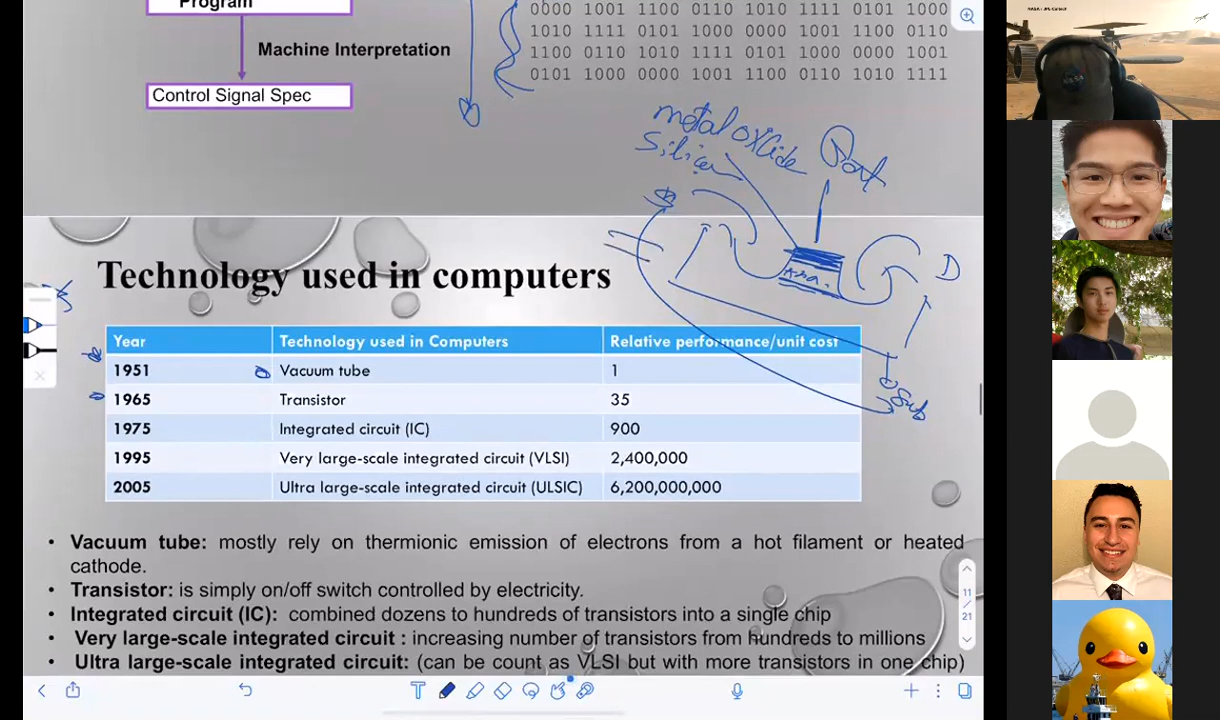 Program
0000 1001 1100 0110 1010 1111 0101 1000
1010 1111 0101 1000 0000 1001 1100 0110
1100 0110 1010 1111 0101 1000 0000 1001
0101 1000 0000 1001 1100 0110 1010 1111
Machine Interpretation
Control Signal Spec
metal oxide
Silicon
D
Sub
Technology used in computers
Year Technology used in Computers Relative performance/unit cost
1951 Vacuum tube 1
1965 Transistor 35
1975 Integrated circuit (IC) 900
1995 Very large-scale integrated circuit (VLSI) 2,400,000
2005 Ultra large-scale integrated circuit (ULSIC) 6,200,000,000
• Vacuum tube: mostly rely on thermionic emission of electrons from a hot filament or heated
cathode.
• Transistor: is simply on/off switch controlled by electricity.
• Integrated circuit (IC): combined dozens to hundreds of transistors into a single chip
• Very large-scale integrated circuit : increasing number of transistors from hundreds to millions
• Ultra large-scale integrated circuit: (can be count as VLSI but with more transistors in one chip)
11
/
21
T
NASA